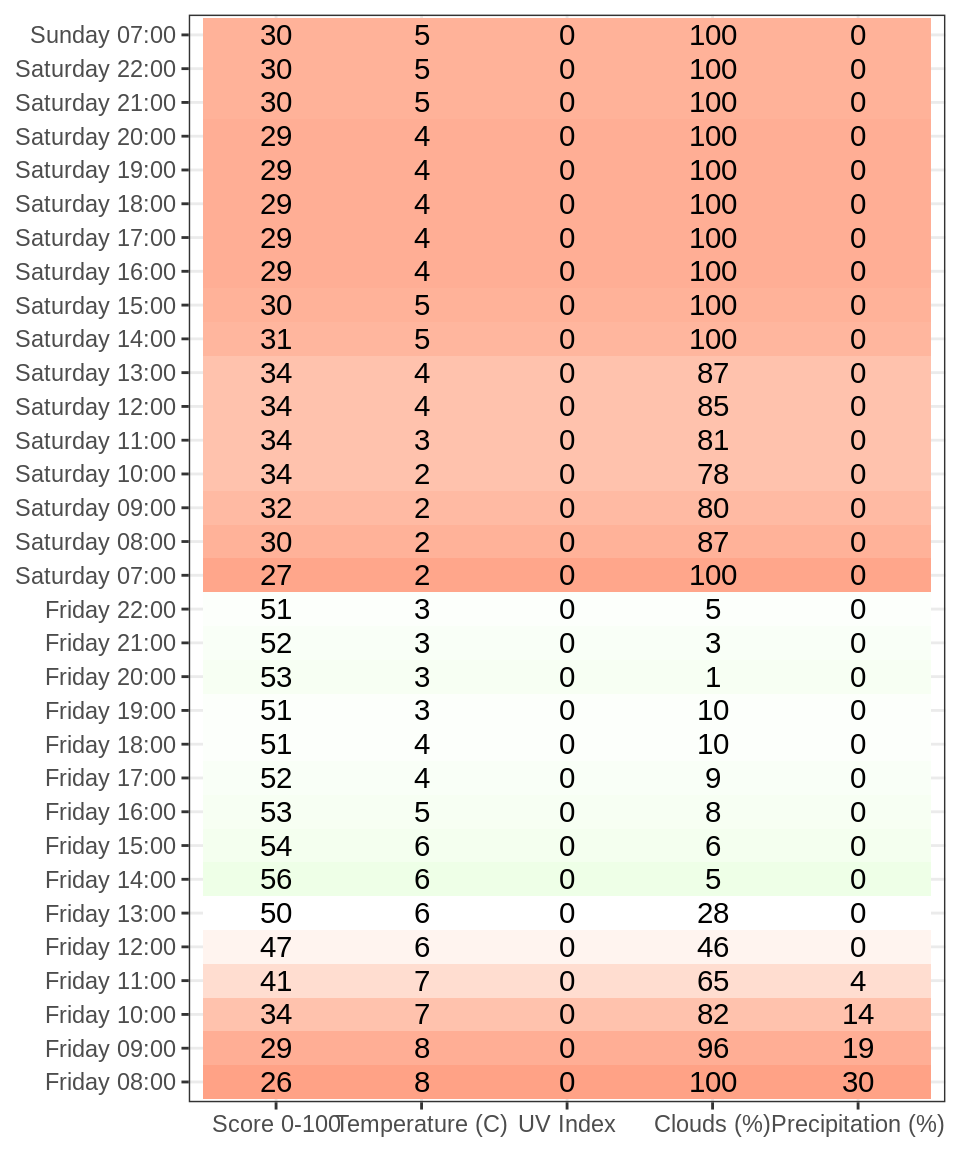 Sunday 07:00 30 5 0 100 0
Saturday 22:00 30 5 0 100 0
Saturday 21:00 30 5 0 100 0
Saturday 20:00 29 4 0 100 0
Saturday 19:00 29 4 0 100 0
Saturday 18:00 29 4 0 100 0
Saturday 17:00 29 4 0 100 0
Saturday 16:00 29 4 0 100 0
Saturday 15:00 30 5 0 100 0
Saturday 14:00 31 5 0 100 0
Saturday 13:00 34 4 0 87 0
Saturday 12:00 34 4 0 85 0
Saturday 11:00 34 3 0 81 0
Saturday 10:00 34 2 0 78 0
Saturday 09:00 32 2 0 80 0
Saturday 08:00 30 2 0 87 0
Saturday 07:00 27 2 0 100 0
Friday 22:00 51 3 0 5 0
Friday 21:00 52 3 0 3 0
Friday 20:00 53 3 0 1 0
Friday 19:00 51 3 0 10 0
Friday 18:00 51 4 0 10 0
Friday 17:00 52 4 0 9 0
Friday 16:00 53 5 0 8 0
Friday 15:00 54 6 0 6 0
Friday 14:00 56 6 0 5 0
Friday 13:00 50 6 0 28 0
Friday 12:00 47 6 0 46 0
Friday 11:00 41 7 0 65 4
Friday 10:00 34 7 0 82 14
Friday 09:00 29 8 0 96 19
Friday 08:00 26 8 0 100 30
Score 0-100 Temperature (C) UV Index Clouds (%) Precipitation (%)